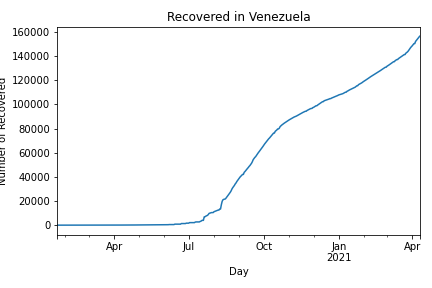 Recovered in Venezuela
Number of Recovered
160000
140000
120000
100000
80000
60000
40000
20000
0
Apr
Jul
Oct
Jan
2021
Apr
Day